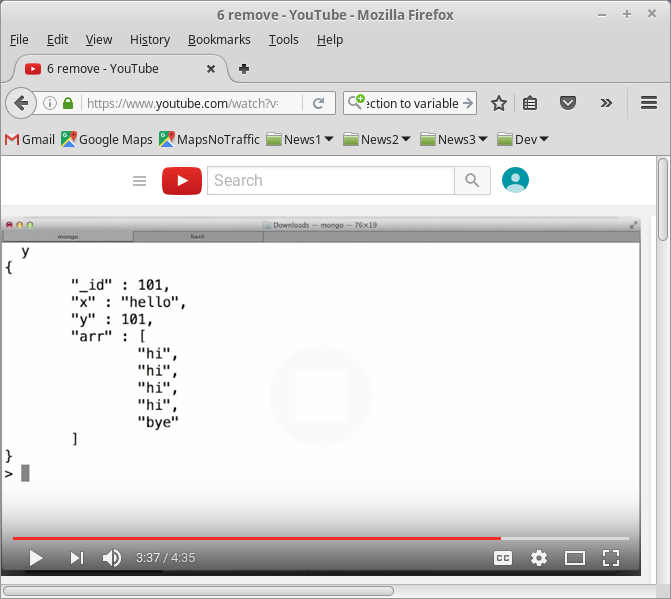 6 remove - YouTube - Mozilla Firefox
File Edit View History Bookmarks Tools Help
6 remove - YouTube
https://www.youtube.com/watch?v= ection to variable
Gmail Google Maps MapsNoTraffic News1 News2 News3 Dev
Search
Downloads — mongo — 76×19
mongo bash
y
{
"_id" : 101,
"x" : "hello",
"y" : 101,
"arr" : [
"hi",
"hi",
"hi",
"hi",
"bye"
]
}
>
3:37 / 4:35 CC